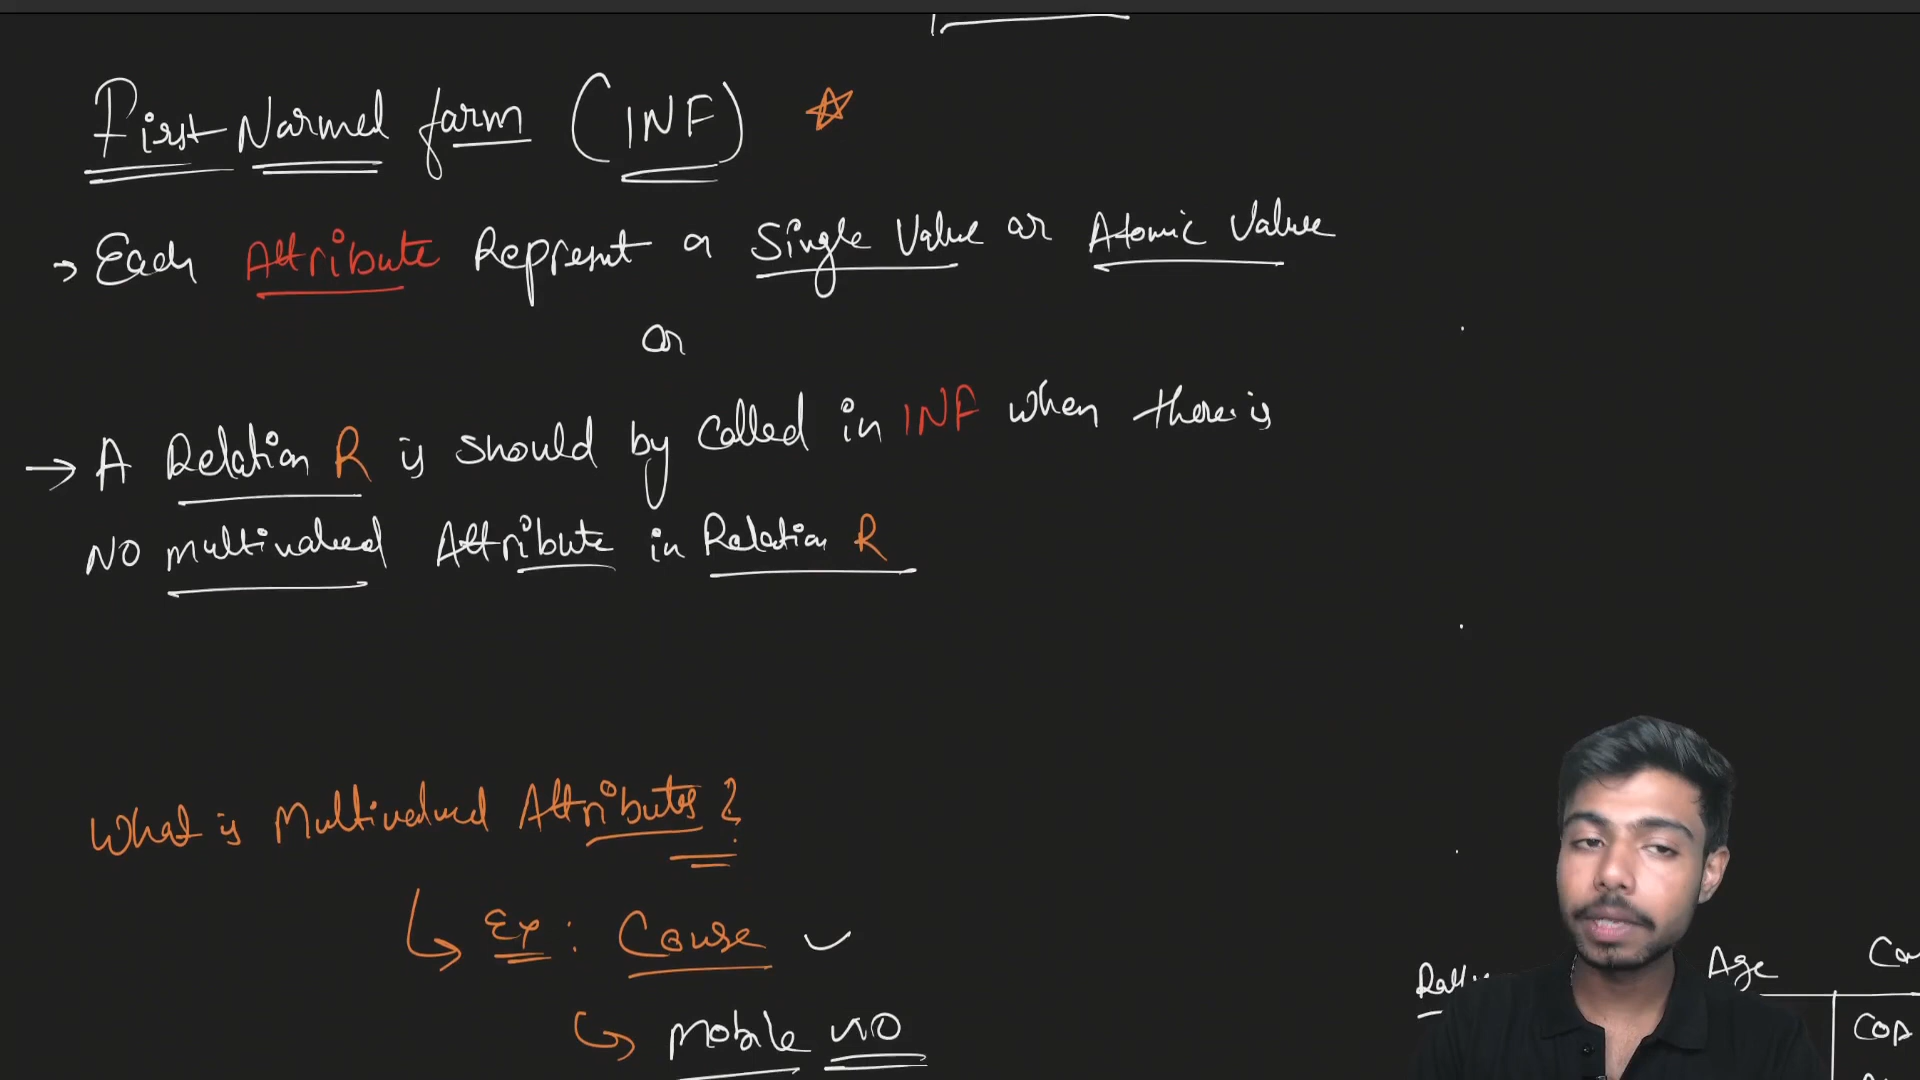 First Normal form (1NF)
→ Each Attribute Represent a Single Value or Atomic Value
or
→ A Relation R is should by called in 1NF when there is
NO multivalued Attribute in Relation R
What is Multivalued Attributes?
Ex: Course
Mobile NO
Age
COA